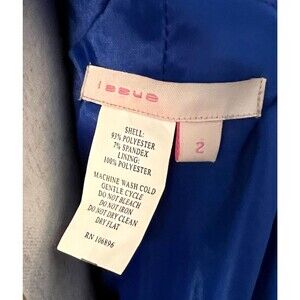 issue
2
SHELL:
93% POLYESTER
7% SPANDEX
LINING:
100% POLYESTER
MACHINE WASH COLD
GENTLE CYCLE
DO NOT BLEACH
DO NOT IRON
DO NOT DRY CLEAN
DRY FLAT
RN 106896